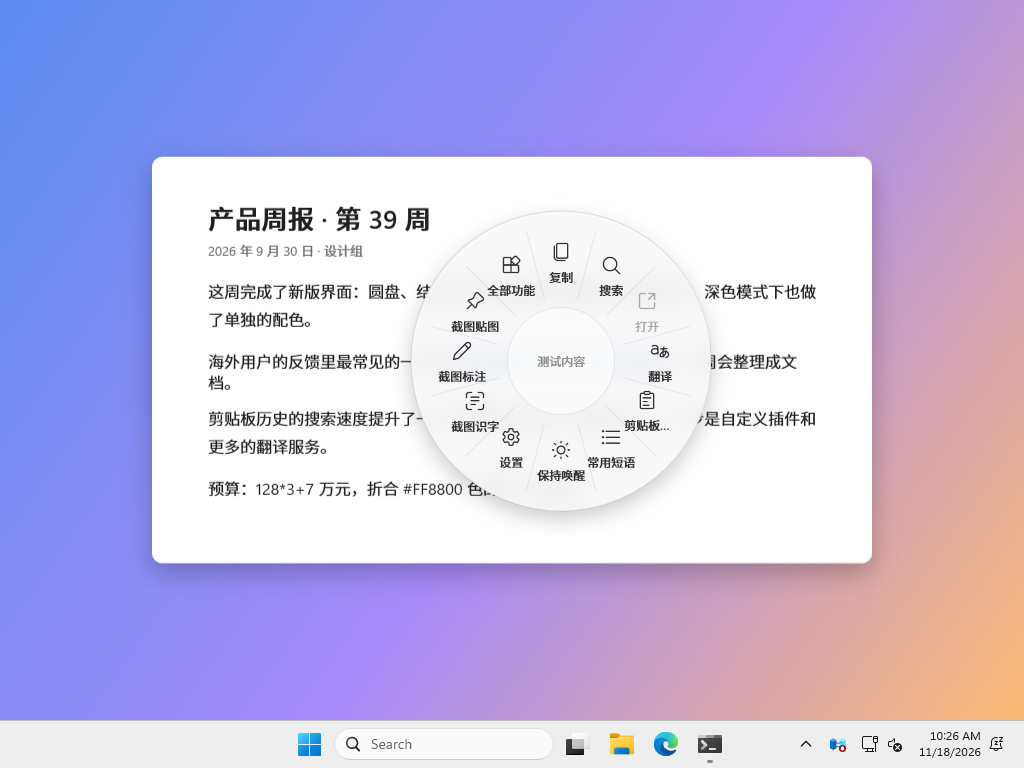 产品周报 · 第 39 周
2026 年 9 月 30 日 · 设计组
这周完成了新版界面：圆盘、
深色模式下也做
了单独的配色。
海外用户的反馈里最常见的一
周会整理成文
档。
剪贴板历史的搜索速度提升了
是自定义插件和
更多的翻译服务。
预算：128*3+7 万元，折合 #FF8800 色
复制
搜索
打开
翻译
剪贴板...
常用短语
保持唤醒
设置
截图识字
截图标注
截图贴图
全部功能
测试内容
Search
10:26 AM
11/18/2026